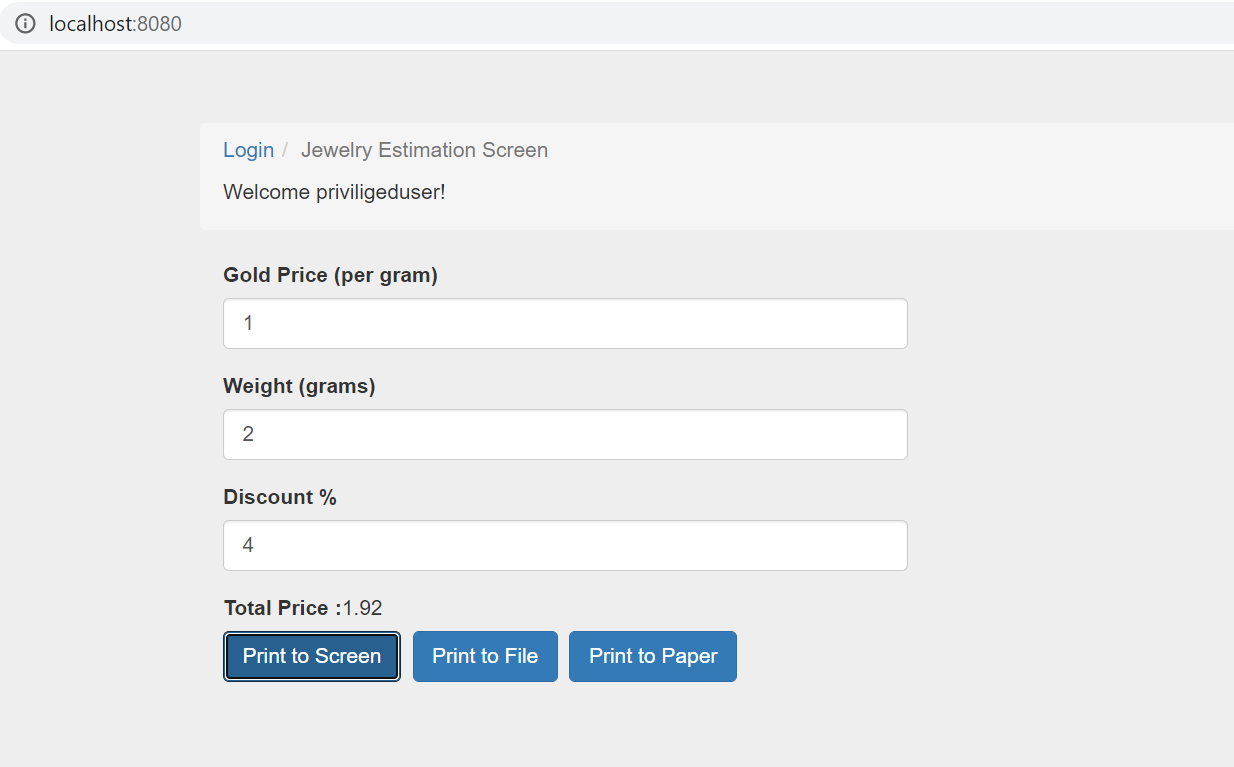 localhost:8080
Login / Jewelry Estimation Screen
Welcome priviligeduser!
Gold Price (per gram)
1
Weight (grams)
2
Discount %
4
Total Price :1.92
Print to Screen Print to File Print to Paper